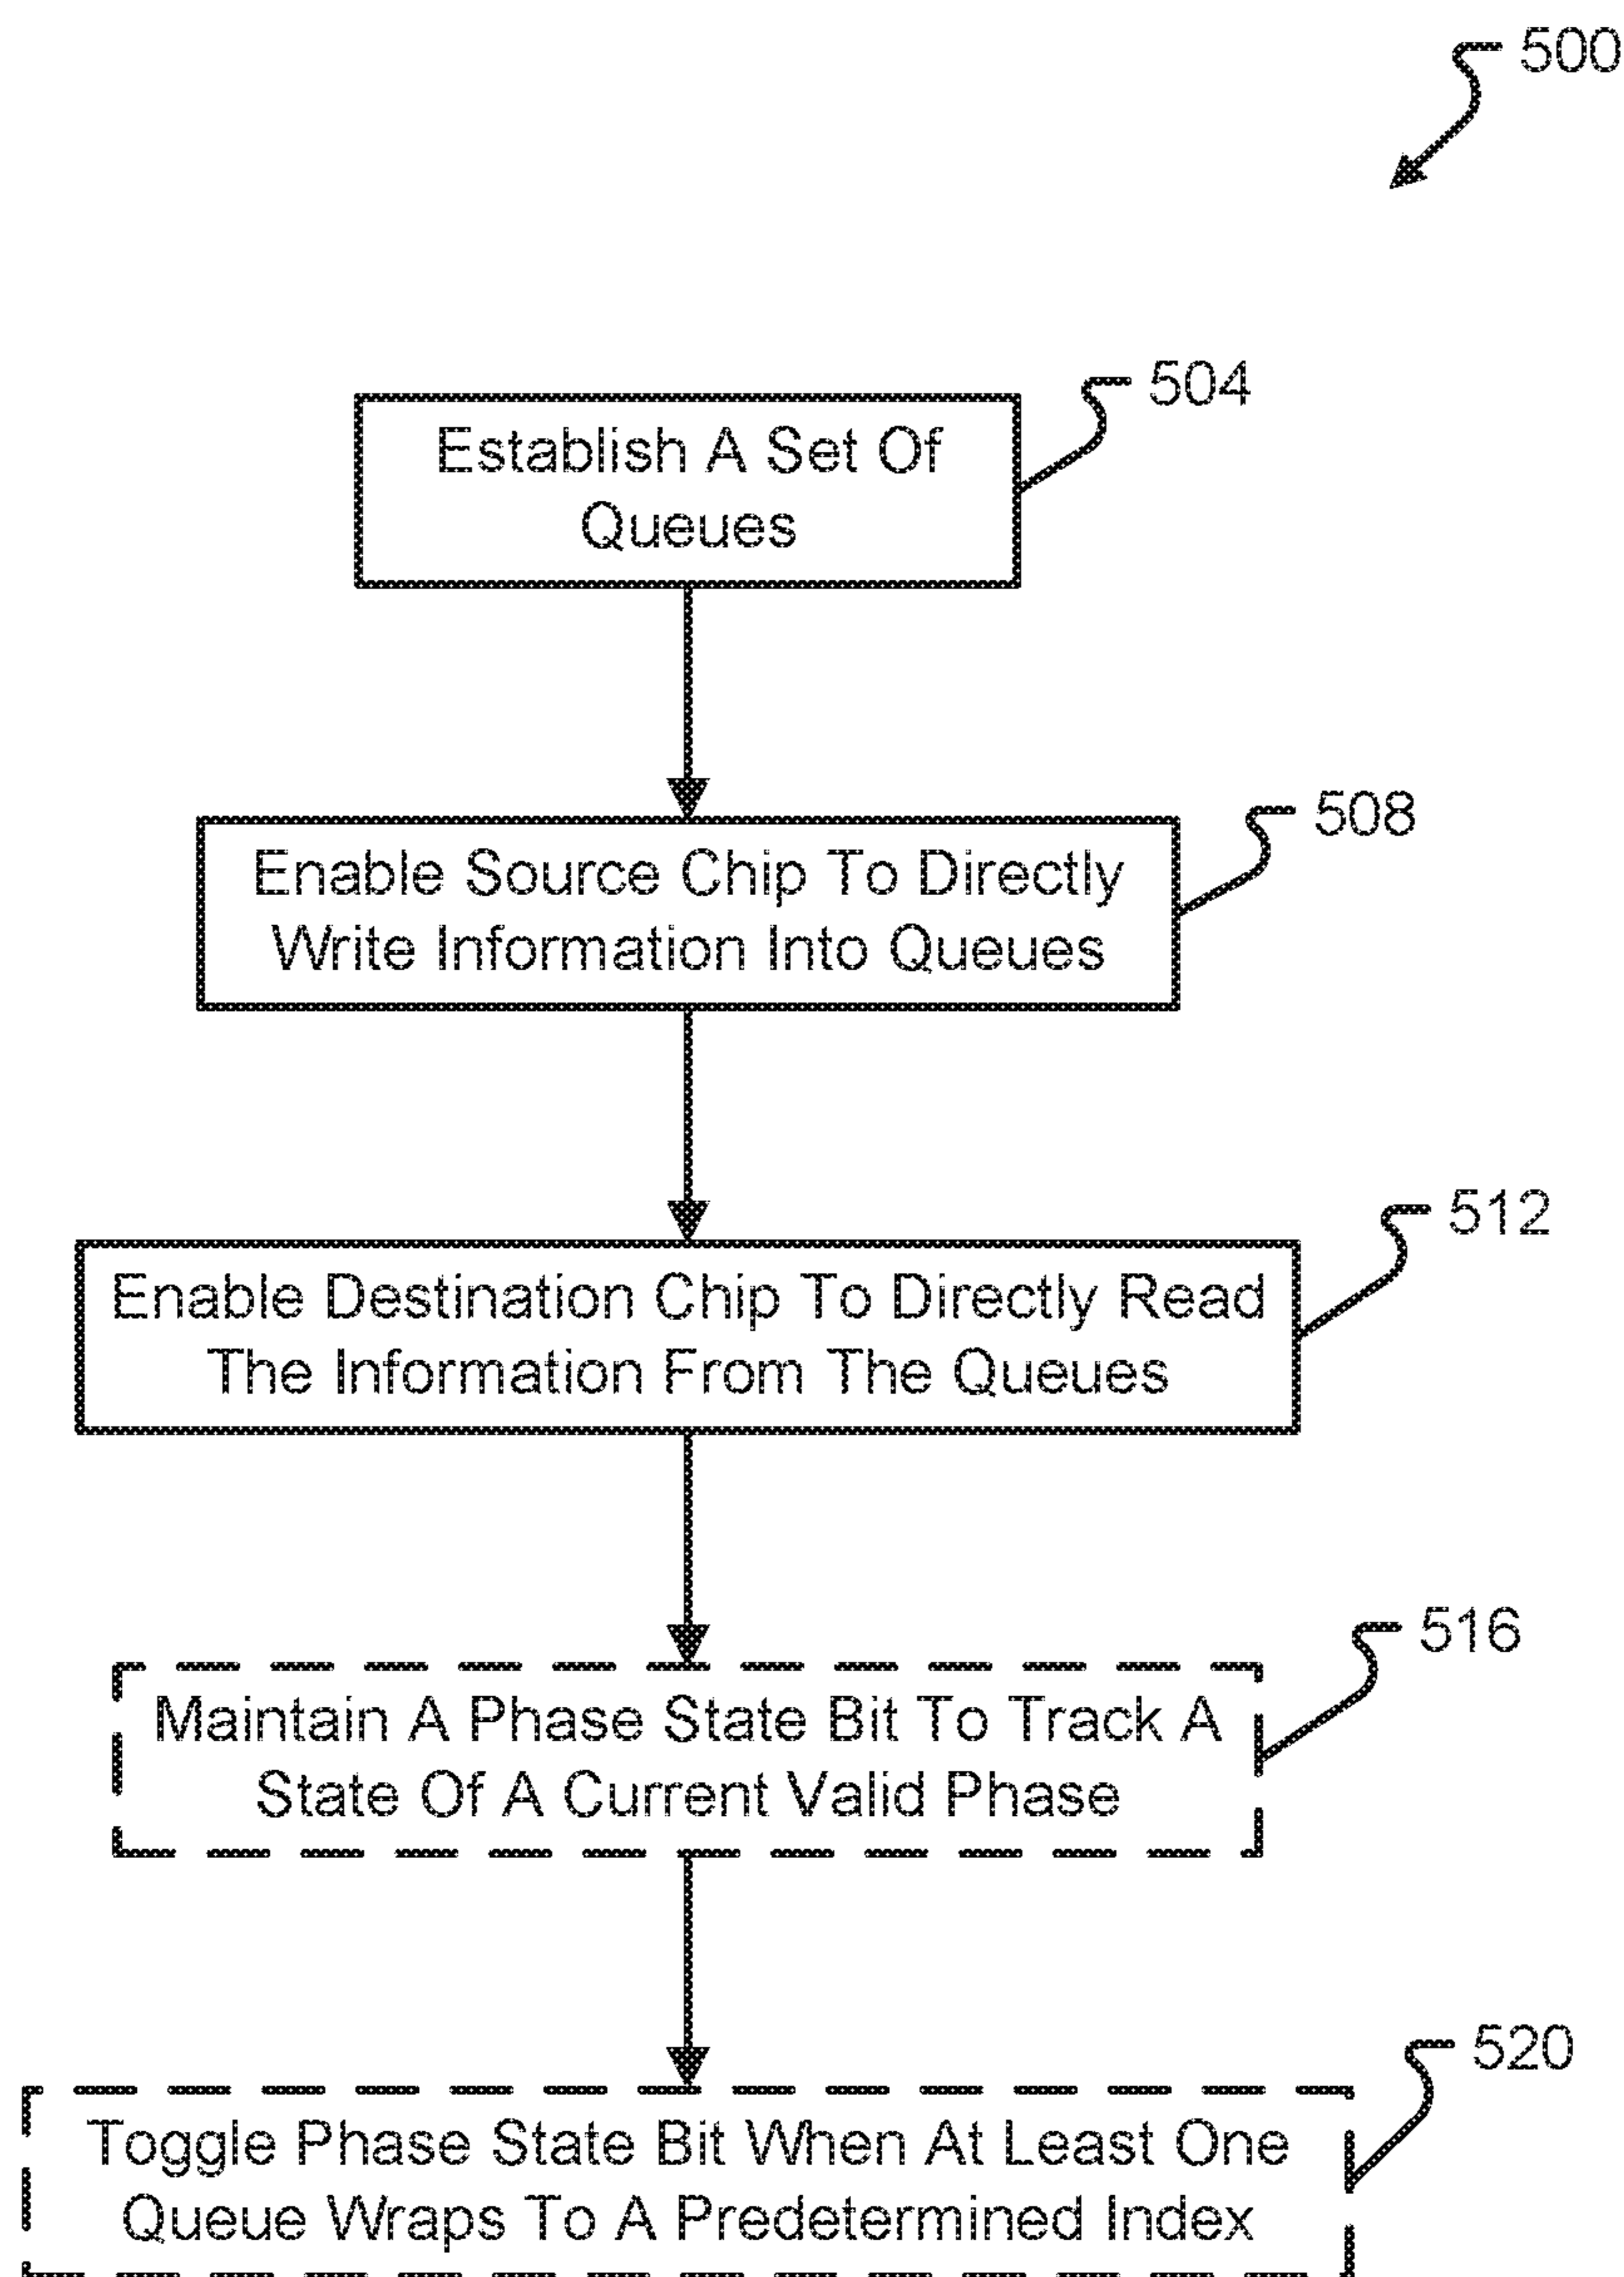 500
504
Establish A Set Of
Queues
508
Enable Source Chip To Directly
Write Information Into Queues
512
Enable Destination Chip To Directly Read
The Information From The Queues
516
Maintain A Phase State Bit To Track A
State Of A Current Valid Phase
520
Toggle Phase State Bit When At Least One
Queue Wraps To A Predetermined Index